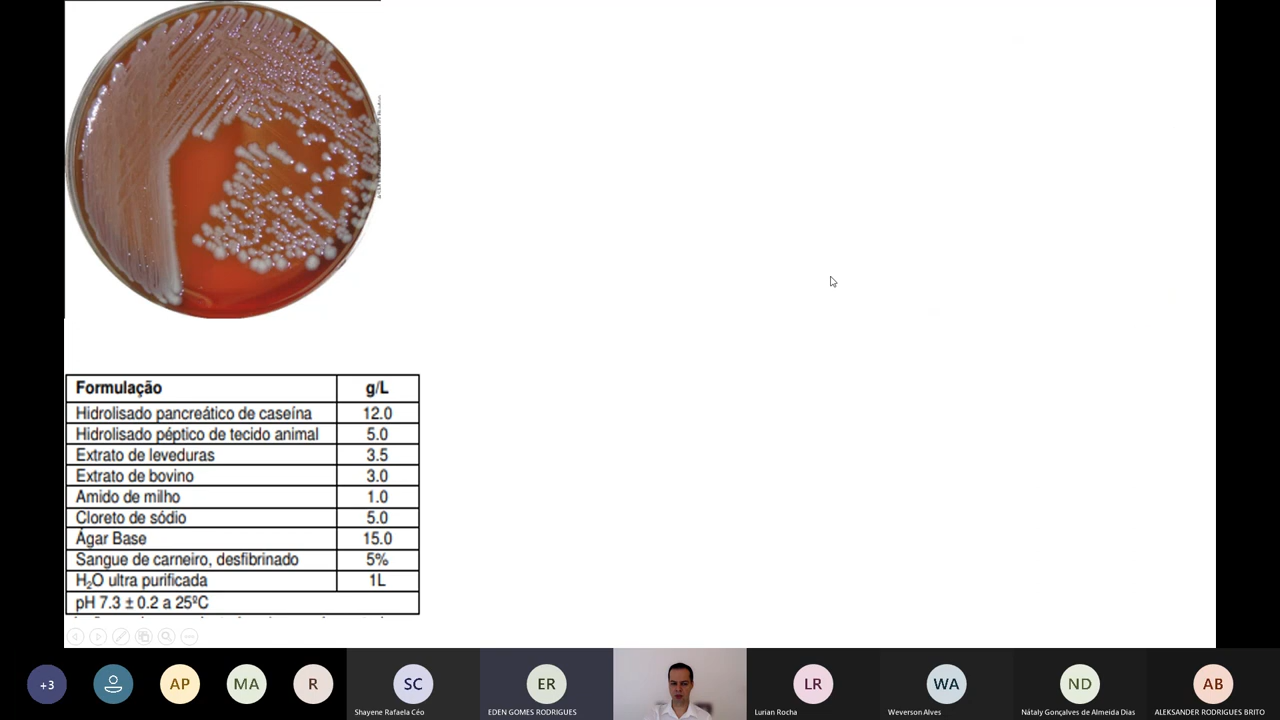 Formulação g/L
Hidrolisado pancreático de caseína 12.0
Hidrolisado péptico de tecido animal 5.0
Extrato de leveduras 3.5
Extrato de bovino 3.0
Amido de milho 1.0
Cloreto de sódio 5.0
Ágar Base 15.0
Sangue de carneiro, desfibrinado 5%
H₂O ultra purificada 1L
pH 7.3 ± 0.2 a 25ºC
+3
AP
MA
R
SC
ER
LR
WA
ND
AB
Shayene Rafaela Céo
EDEN GOMES RODRIGUES
Lurian Rocha
Weverson Alves
Nátaly Gonçalves de Almeida Dias
ALEKSANDER RODRIGUES BRITO